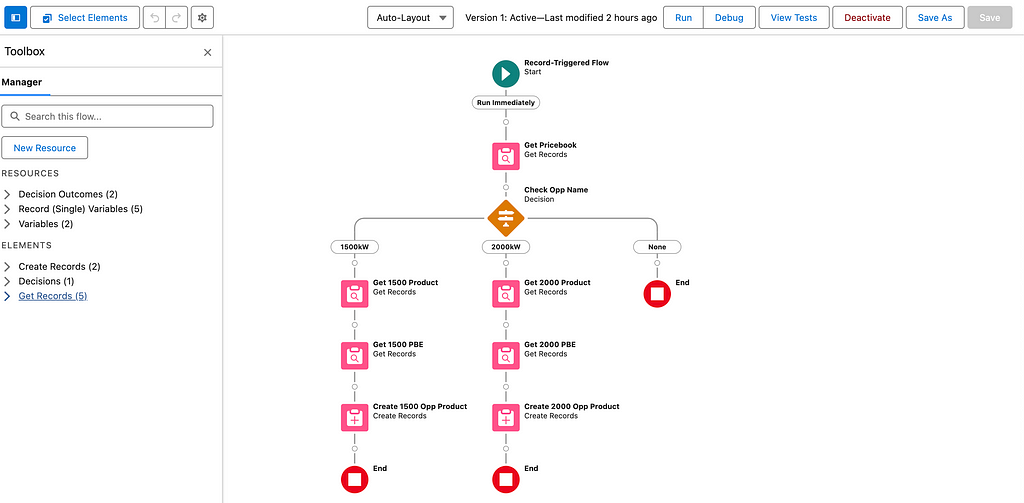 Select Elements
Auto-Layout
Version 1: Active—Last modified 2 hours ago
Run
Debug
View Tests
Deactivate
Save As
Save
Toolbox
Manager
Search this flow...
New Resource
RESOURCES
Decision Outcomes (2)
Record (Single) Variables (5)
Variables (2)
ELEMENTS
Create Records (2)
Decisions (1)
Get Records (5)
Record-Triggered Flow
Start
Run Immediately
Get Pricebook
Get Records
Check Opp Name
Decision
1500kW
2000kW
None
Get 1500 Product
Get Records
Get 2000 Product
Get Records
End
Get 1500 PBE
Get Records
Get 2000 PBE
Get Records
Create 1500 Opp Product
Create Records
Create 2000 Opp Product
Create Records
End
End